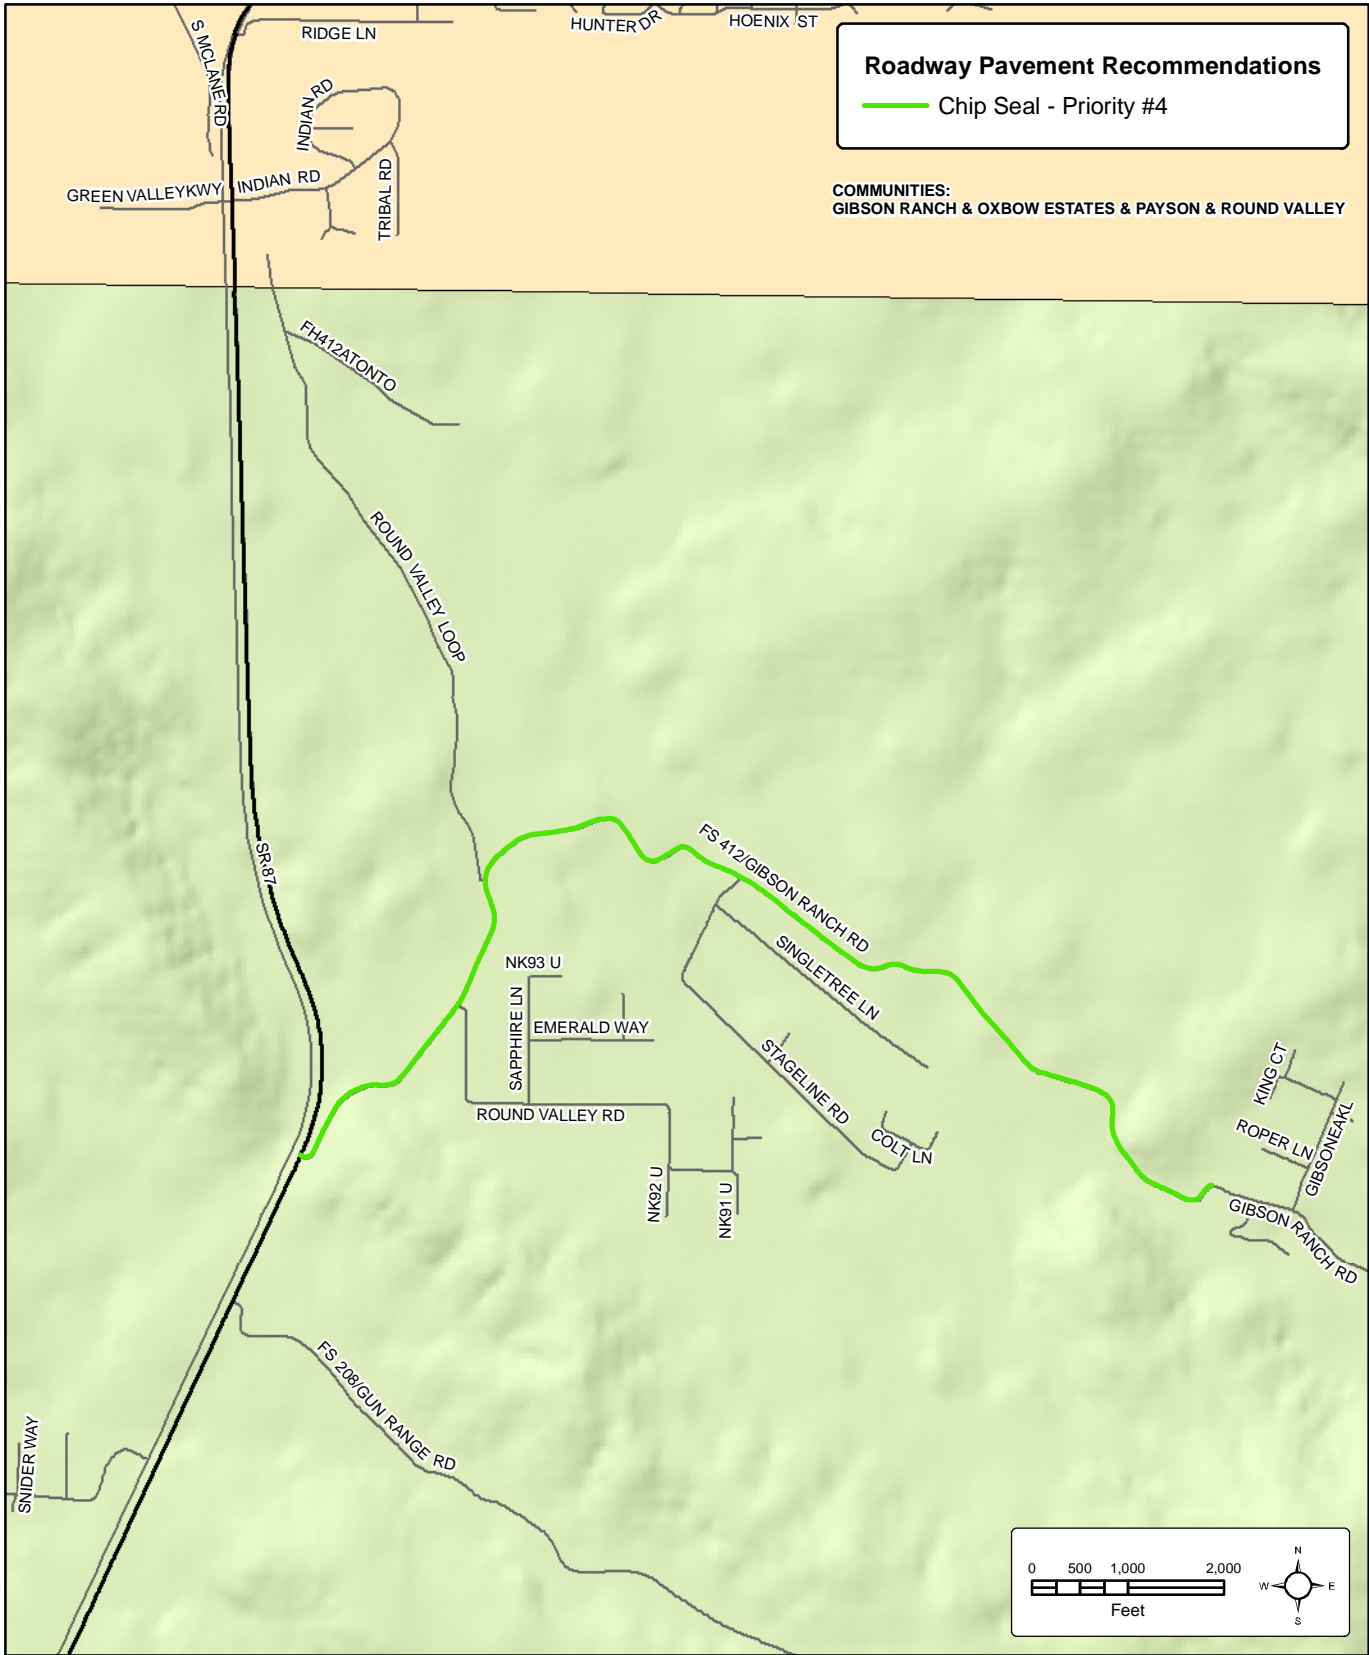 S MCLANE RD
RIDGE LN
HUNTER DR
HOENIX ST
Roadway Pavement Recommendations
Chip Seal - Priority #4
COMMUNITIES:
GIBSON RANCH & OXBOW ESTATES & PAYSON & ROUND VALLEY
INDIAN RD
GREEN VALLEYKWY
INDIAN RD
TRIBAL RD
FH412ATONTO
ROUND VALLEY LOOP
SR 87
FS 412/GIBSON RANCH RD
SINGLETREE LN
NK93 U
SAPPHIRE LN
EMERALD WAY
STAGELINE RD
ROUND VALLEY RD
COLT LN
KING CT
ROPER LN
GIBSONEAKL
NK92 U
NK91 U
GIBSON RANCH RD
FS 208/GUN RANGE RD
SNIDER WAY
0 500 1,000 2,000
Feet
N
W E
S